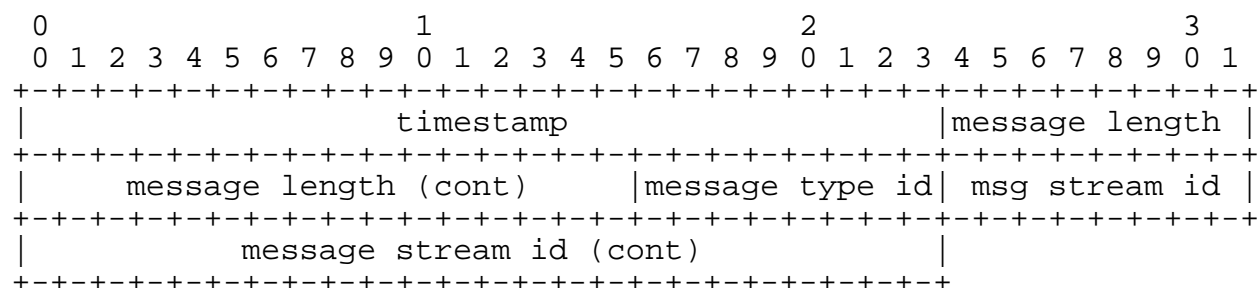 0                   1                   2                   3
 0 1 2 3 4 5 6 7 8 9 0 1 2 3 4 5 6 7 8 9 0 1 2 3 4 5 6 7 8 9 0 1
+-+-+-+-+-+-+-+-+-+-+-+-+-+-+-+-+-+-+-+-+-+-+-+-+-+-+-+-+-+-+-+-+
|                   timestamp                   |message length |
+-+-+-+-+-+-+-+-+-+-+-+-+-+-+-+-+-+-+-+-+-+-+-+-+-+-+-+-+-+-+-+-+
|     message length (cont)     |message type id| msg stream id |
+-+-+-+-+-+-+-+-+-+-+-+-+-+-+-+-+-+-+-+-+-+-+-+-+-+-+-+-+-+-+-+-+
|           message stream id (cont)            |
+-+-+-+-+-+-+-+-+-+-+-+-+-+-+-+-+-+-+-+-+-+-+-+-+